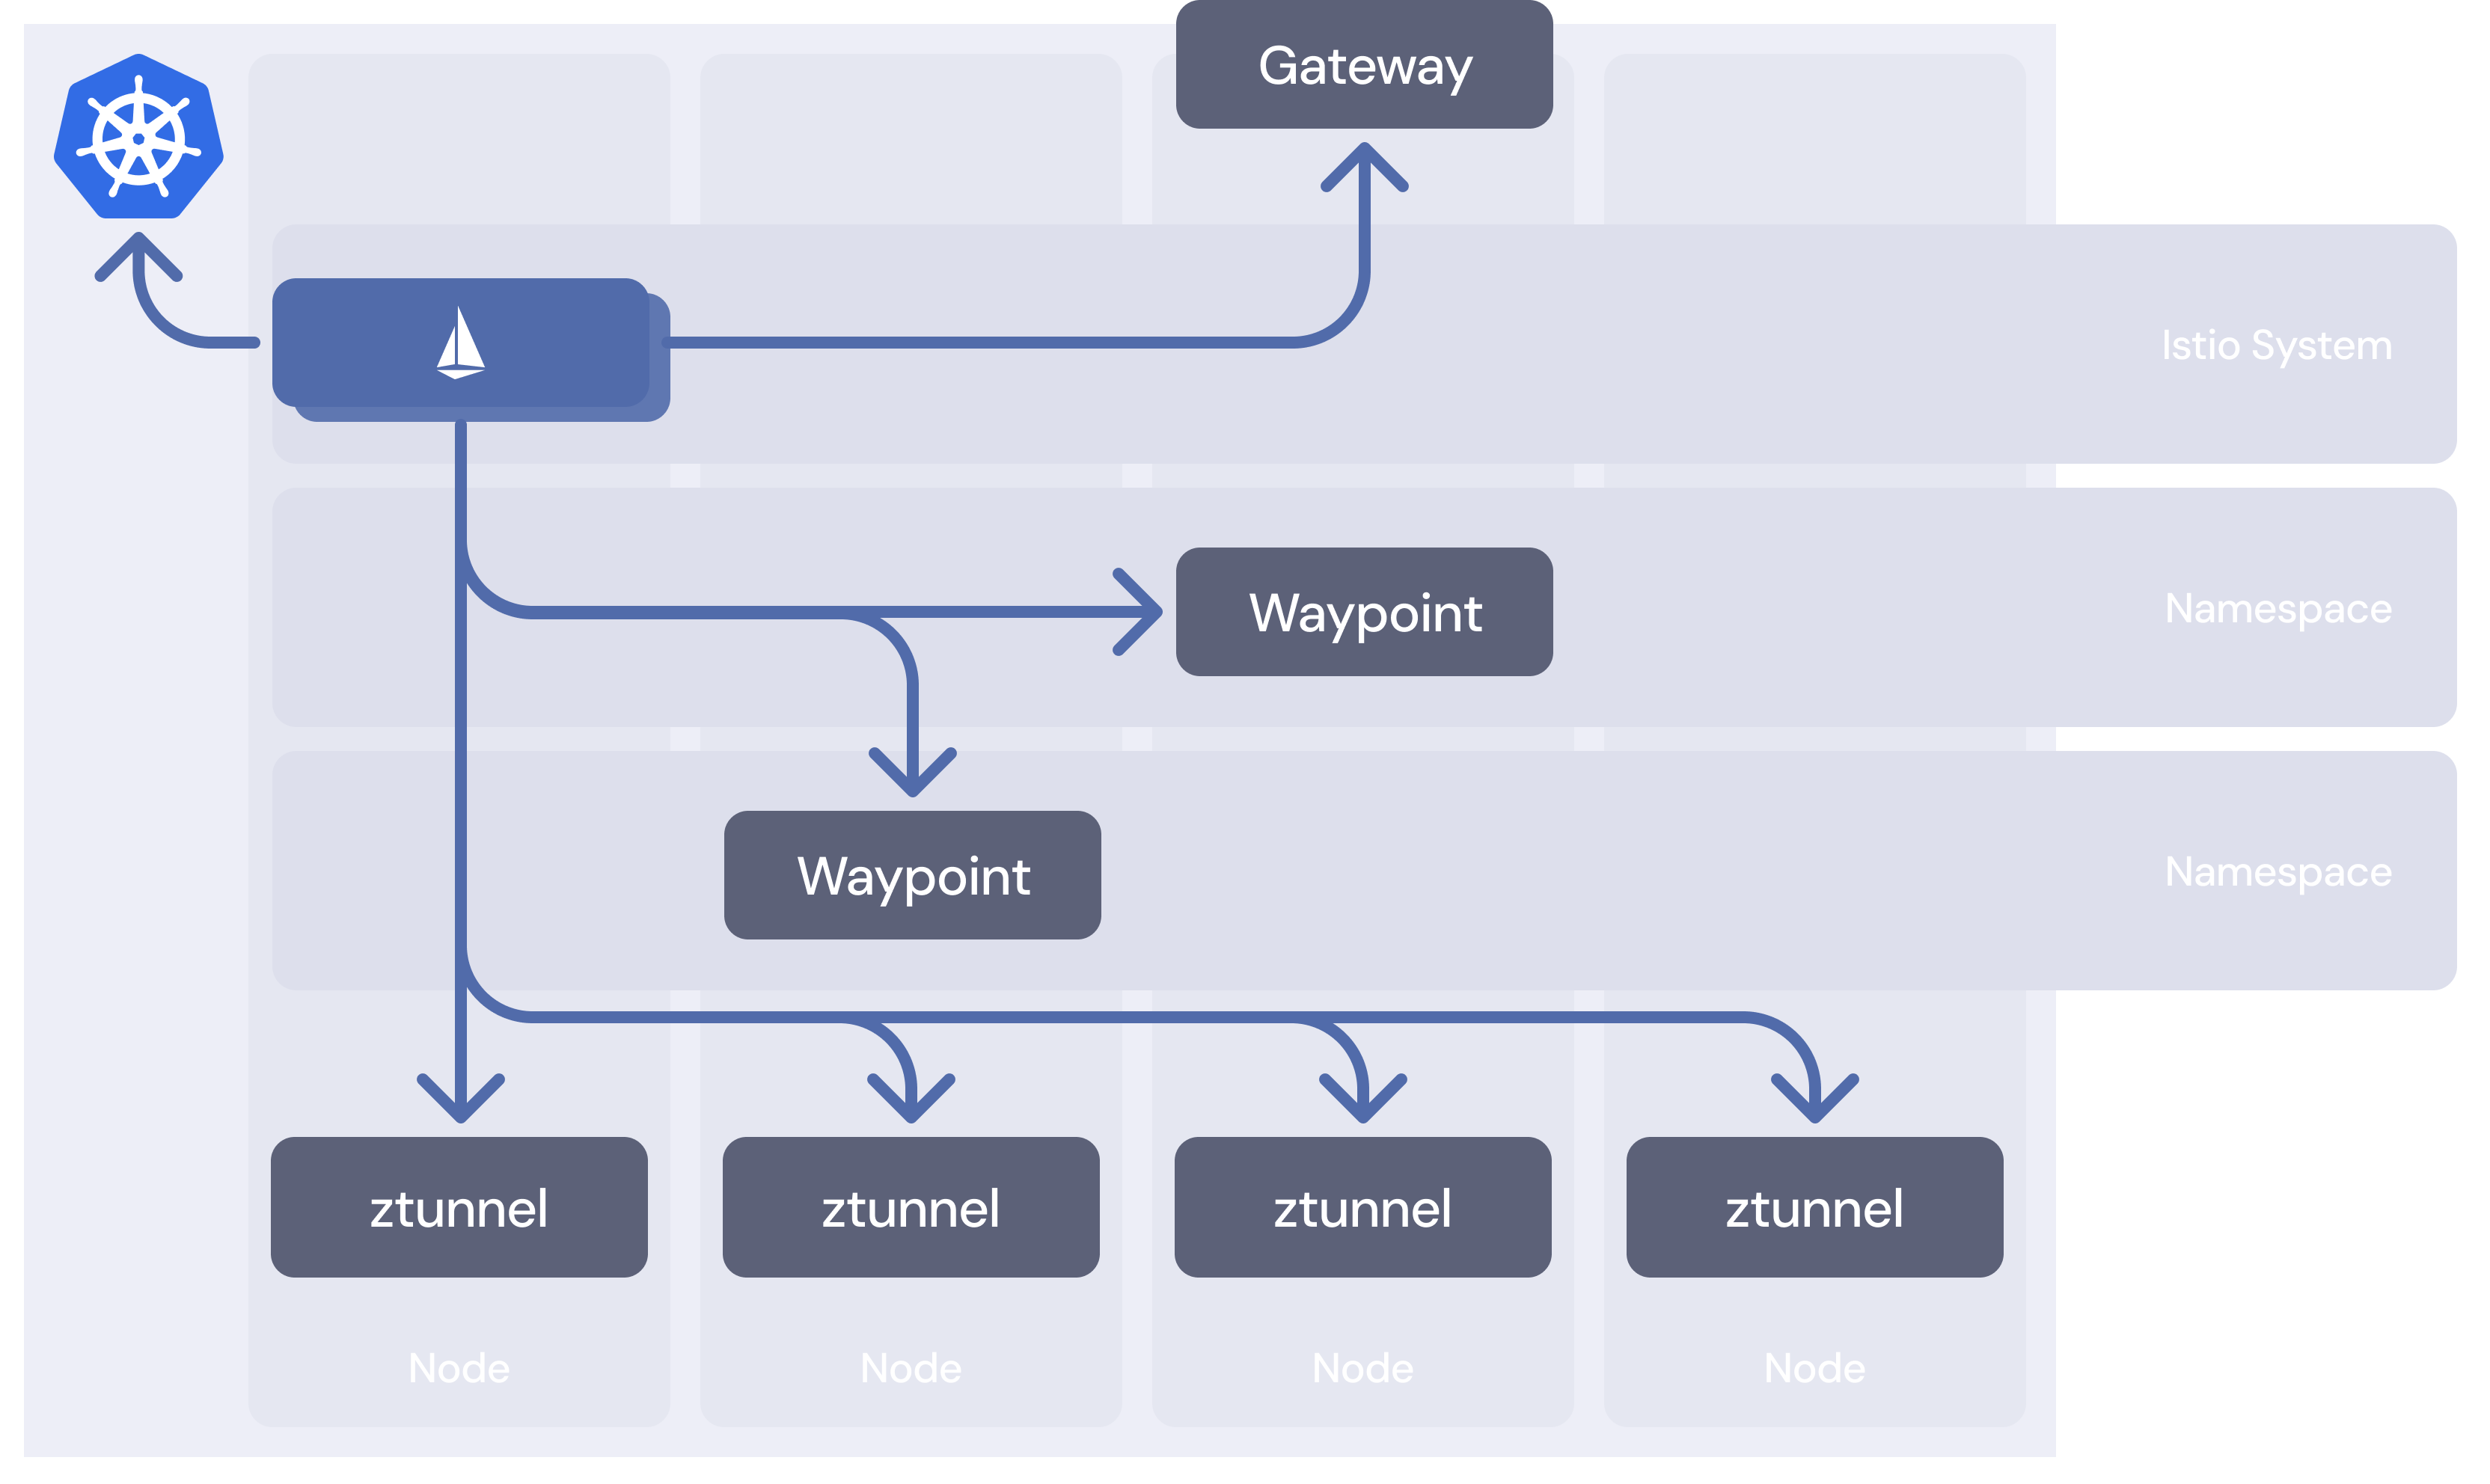 Gateway
Istio System
Waypoint
Namespace
Waypoint
Namespace
ztunnel
ztunnel
ztunnel
ztunnel
Node
Node
Node
Node